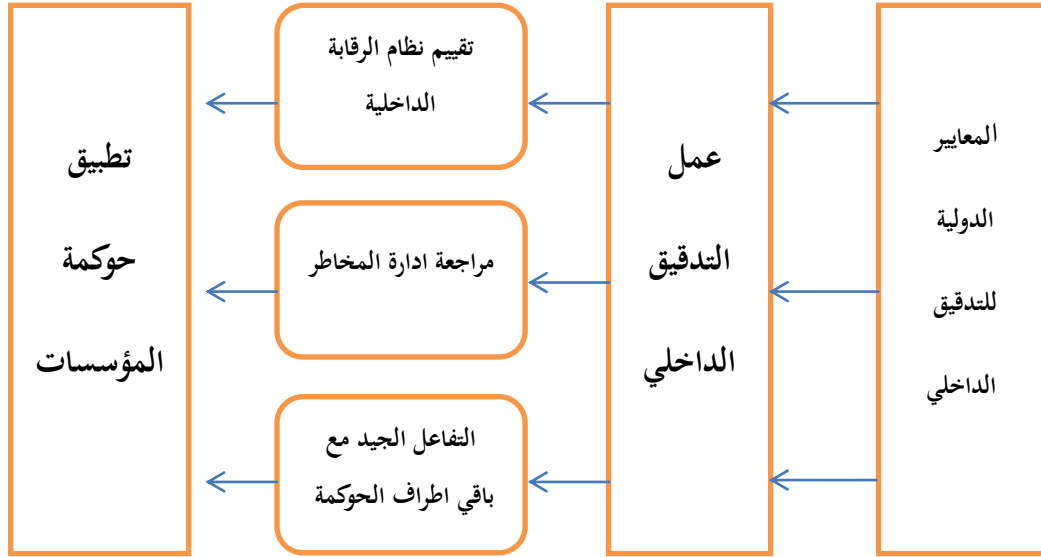 المعايير
الدولية
للتدقيق
الداخلي
عمل
التدقيق
الداخلي
تقييم نظام الرقابة
الداخلية
مراجعة ادارة المخاطر
التفاعل الجيد مع
باقي اطراف الحوكمة
تطبيق
حوكمة
المؤسسات